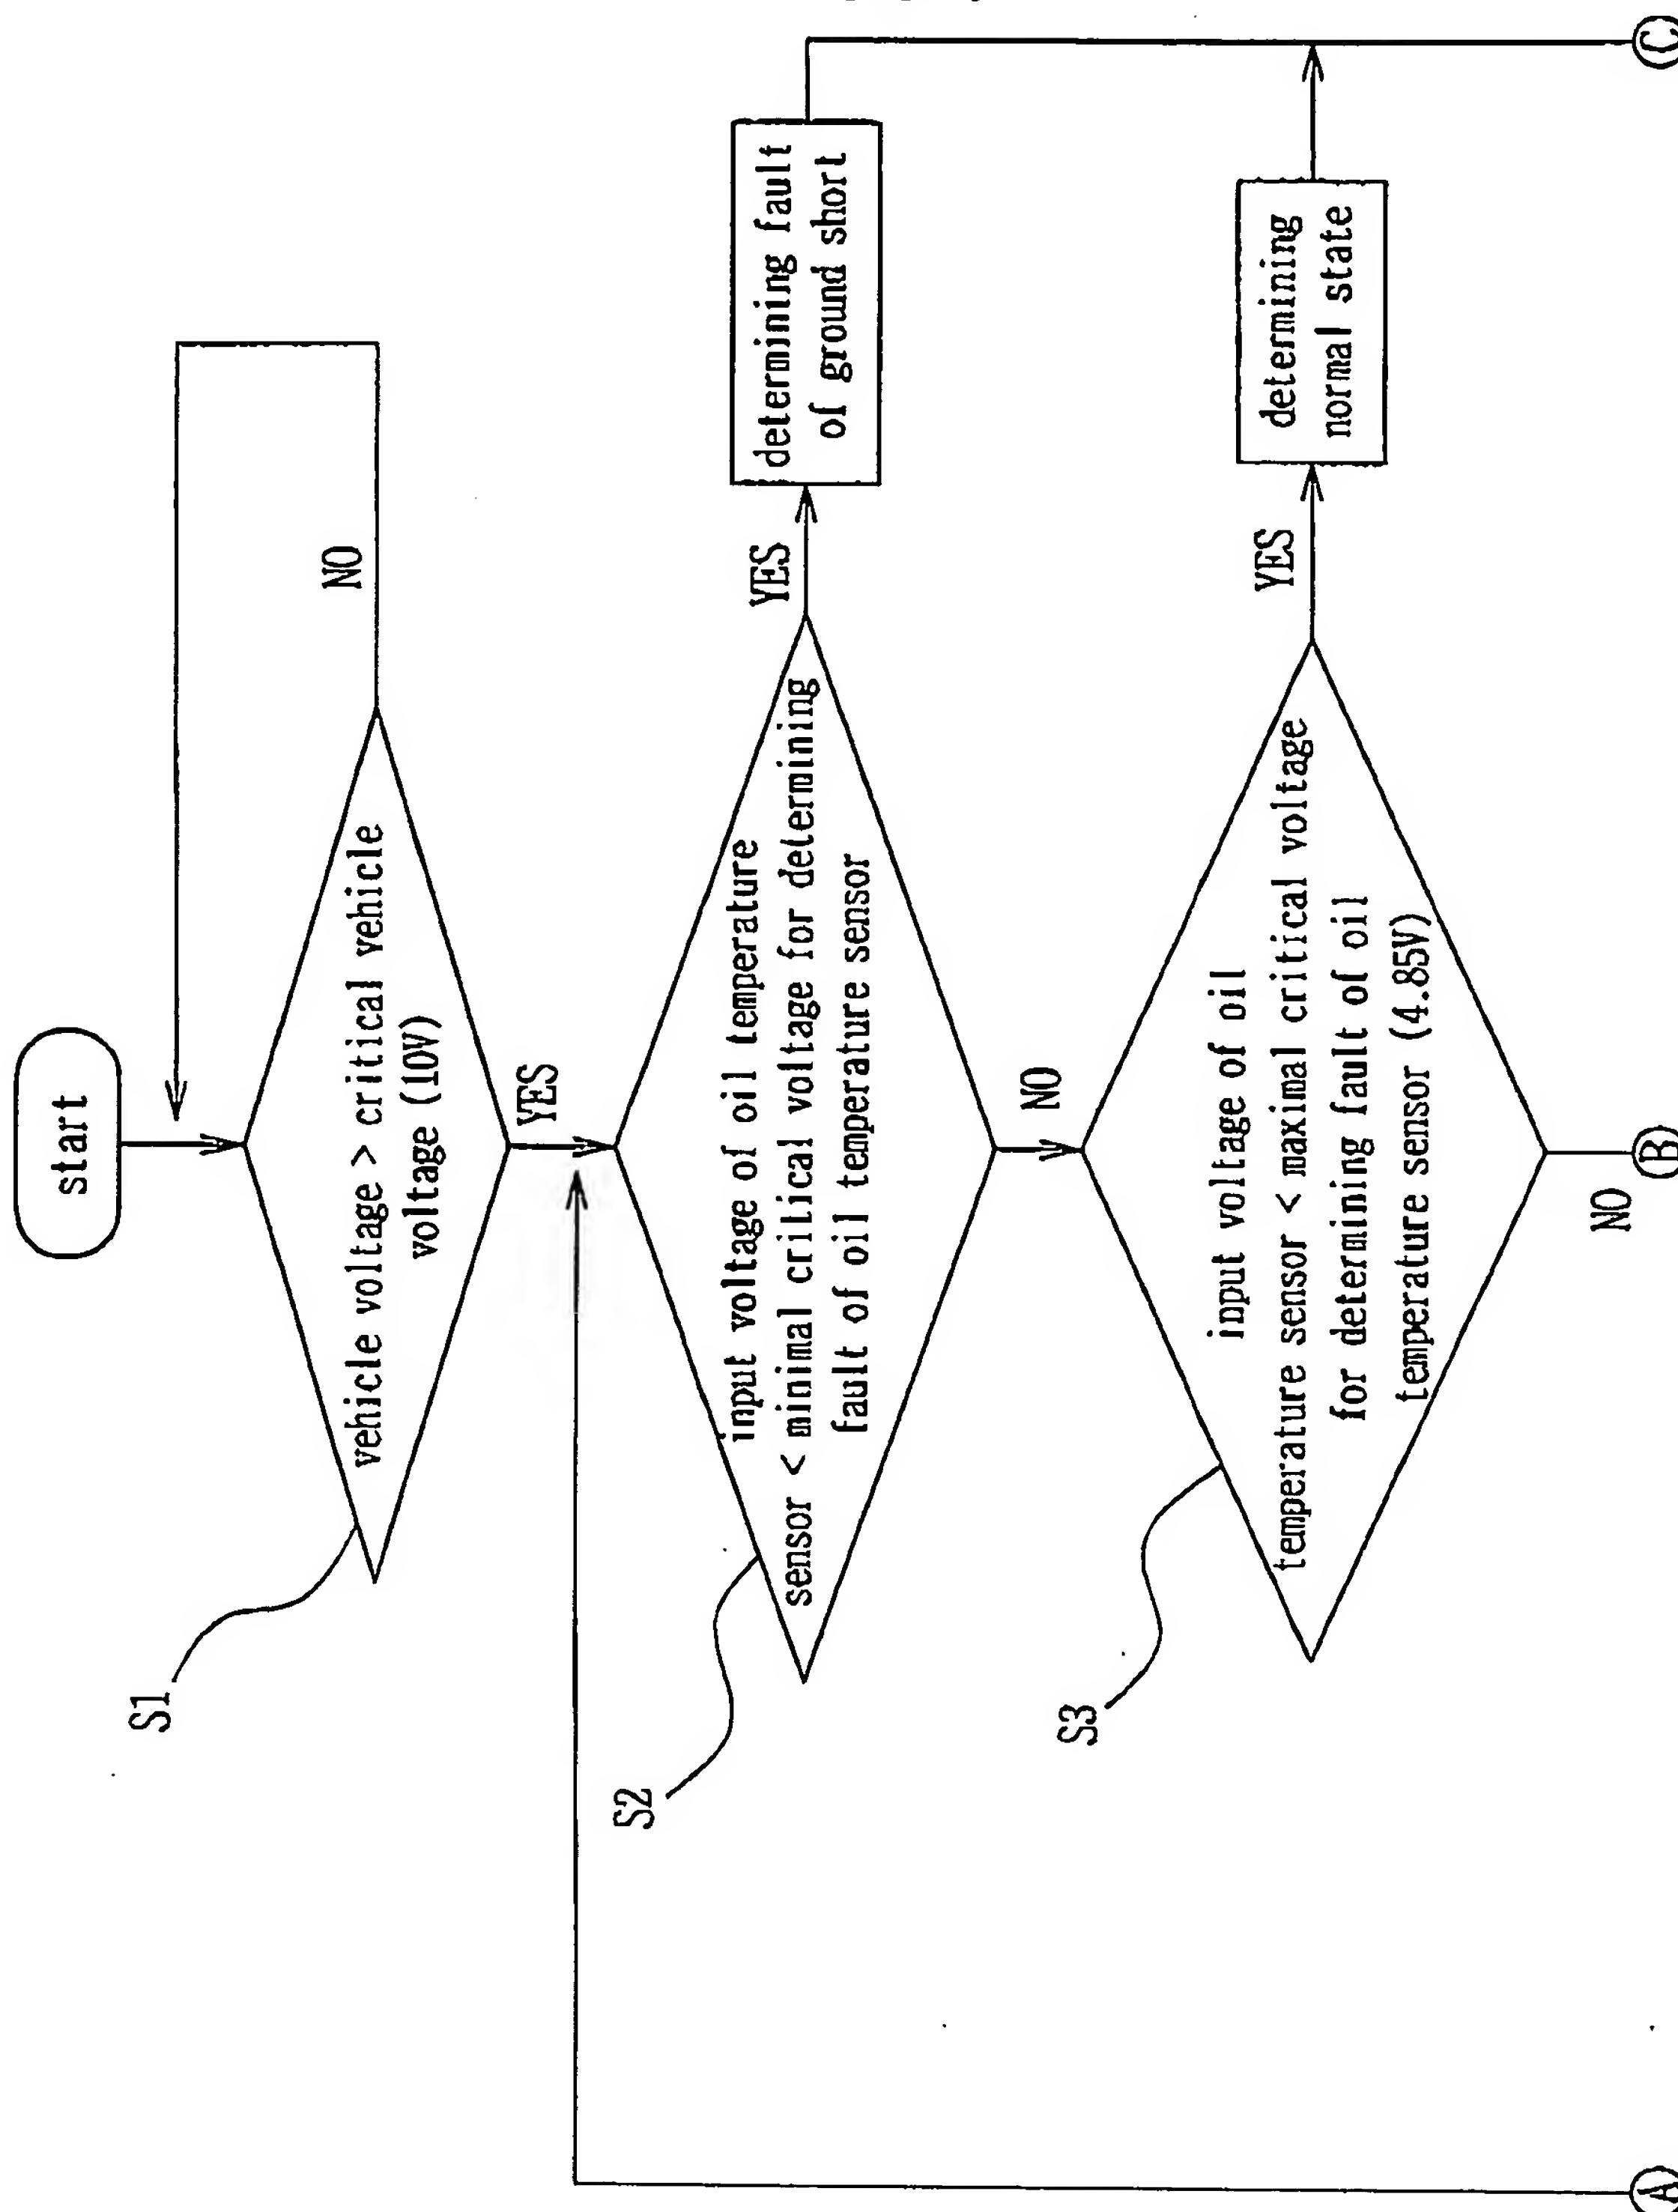 start
S1
vehicle voltage > critical vehicle
voltage (10V)
NO
YES
S2
input voltage of oil temperature
sensor < minimal critical voltage for determining
fault of oil temperature sensor
YES
determining fault
of ground short
NO
S3
input voltage of oil
temperature sensor < maximal critical voltage
for determining fault of oil
temperature sensor (4.85V)
YES
determining
normal state
NO
A
B
C